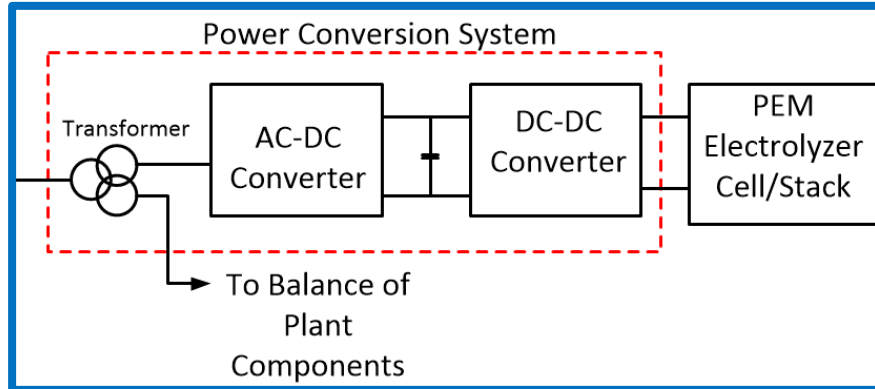 Power Conversion System
Transformer
AC-DC
Converter
DC-DC
Converter
PEM
Electrolyzer
Cell/Stack
To Balance of
Plant
Components